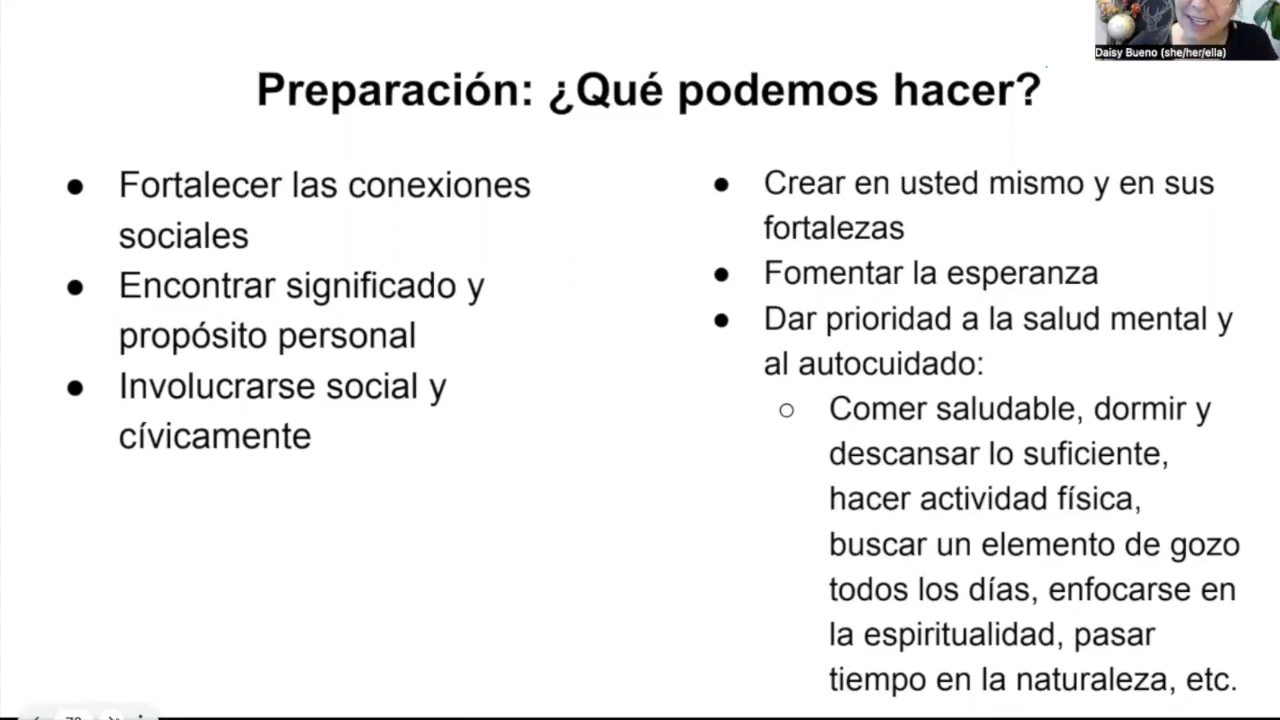 Daisy Bueno (she/her/ella)
Preparación: ¿Qué podemos hacer?
● Fortalecer las conexiones
sociales
● Encontrar significado y
propósito personal
● Involucrarse social y
cívicamente
● Crear en usted mismo y en sus
fortalezas
● Fomentar la esperanza
● Dar prioridad a la salud mental y
al autocuidado:
○ Comer saludable, dormir y
descansar lo suficiente,
hacer actividad física,
buscar un elemento de gozo
todos los días, enfocarse en
la espiritualidad, pasar
tiempo en la naturaleza, etc.